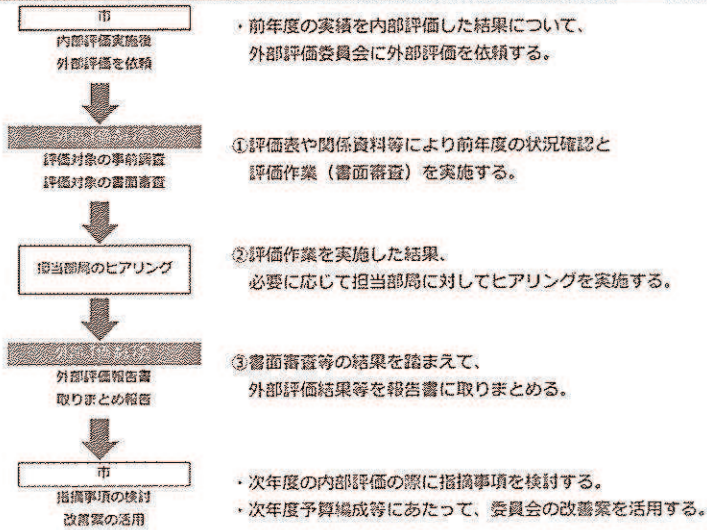 市
内部評価実施後
外部評価を依頼
・前年度の実績を内部評価した結果について、
外部評価委員会に外部評価を依頼する。
評価対象の事前調査
評価対象の書面審査
①評価表や関係資料等により前年度の状況確認と
評価作業（書面審査）を実施する。
担当部局のヒアリング
②評価作業を実施した結果、
必要に応じて担当部局に対してヒアリングを実施する。
外部評価報告書
取りまとめ報告
③書面審査等の結果を踏まえて、
外部評価結果等を報告書に取りまとめる。
市
指摘事項の検討
改善案の活用
・次年度の内部評価の際に指摘事項を検討する。
・次年度予算編成等にあたって、委員会の改善案を活用する。